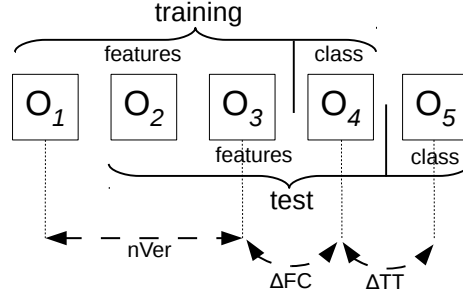 training
features class
O1 O2 O3 O4 O5
features class
test
nVer
ΔFC ΔTT